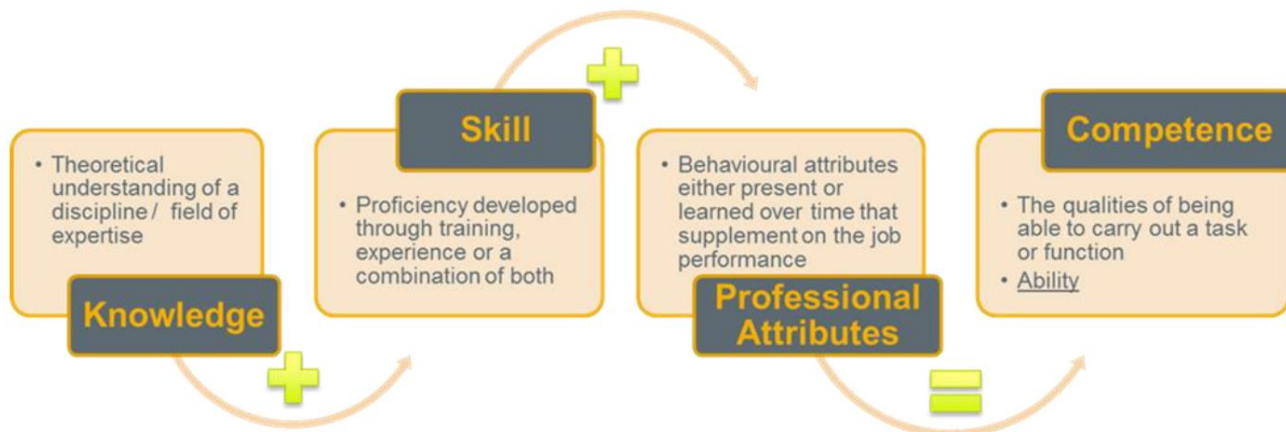 • Theoretical
understanding of a
discipline / field of
expertise
Knowledge
Skill
• Proficiency developed
through training,
experience or a
combination of both
• Behavioural attributes
either present or
learned over time that
supplement on the job
performance
Professional
Attributes
Competence
• The qualities of being
able to carry out a task
or function
• Ability